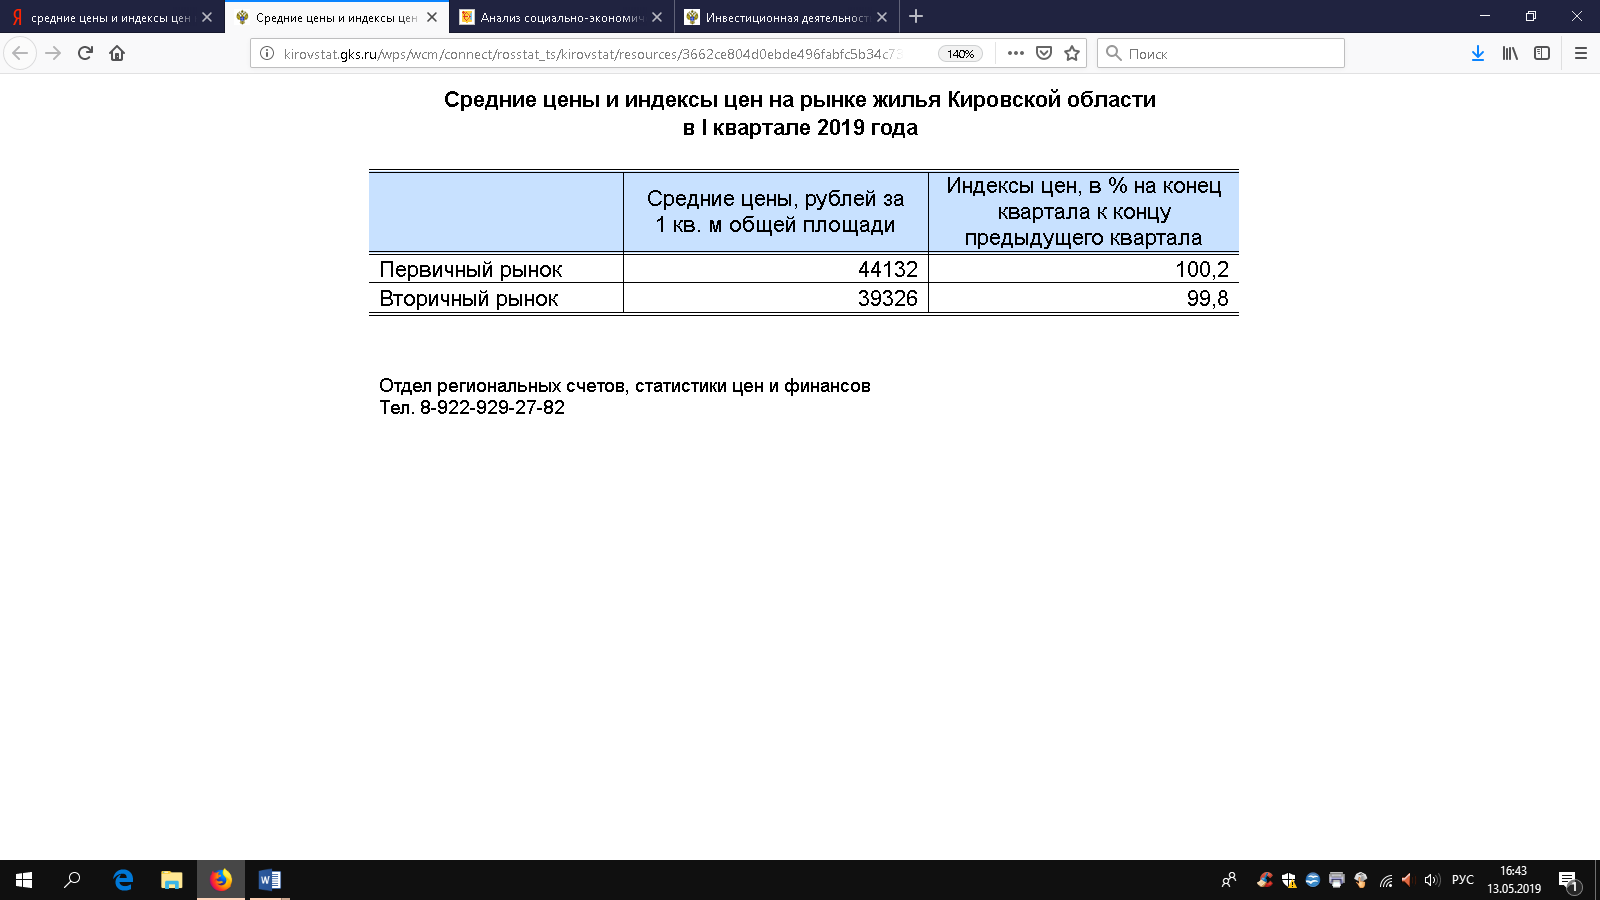 средние цены и индексы цен
Средние цены и индексы цен
Анализ социально-экономич
Инвестиционная деятельност
kirovstat.gks.ru/wps/wcm/connect/rosstat_ts/kirovstat/resources/3662ce804d0ebde496fabfc5b34c73
140%
Поиск
Средние цены и индексы цен на рынке жилья Кировской области
в I квартале 2019 года
Средние цены, рублей за
1 кв. м общей площади
Индексы цен, в % на конец
квартала к концу
предыдущего квартала
Первичный рынок 44132 100,2
Вторичный рынок 39326 99,8
Отдел региональных счетов, статистики цен и финансов
Тел. 8-922-929-27-82
РУС
16:43
13.05.2019
1